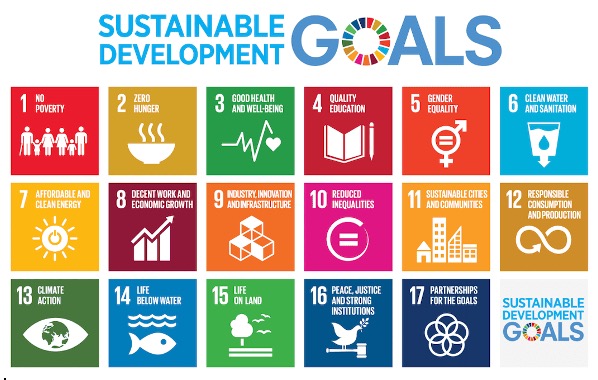 SUSTAINABLE
DEVELOPMENT
GOALS
1 NO
POVERTY
2 ZERO
HUNGER
3 GOOD HEALTH
AND WELL-BEING
4 QUALITY
EDUCATION
5 GENDER
EQUALITY
6 CLEAN WATER
AND SANITATION
7 AFFORDABLE AND
CLEAN ENERGY
8 DECENT WORK AND
ECONOMIC GROWTH
9 INDUSTRY, INNOVATION
AND INFRASTRUCTURE
10 REDUCED
INEQUALITIES
11 SUSTAINABLE CITIES
AND COMMUNITIES
12 RESPONSIBLE
CONSUMPTION
AND PRODUCTION
13 CLIMATE
ACTION
14 LIFE
BELOW WATER
15 LIFE
ON LAND
16 PEACE, JUSTICE
AND STRONG
INSTITUTIONS
17 PARTNERSHIPS
FOR THE GOALS
SUSTAINABLE
DEVELOPMENT
GOALS